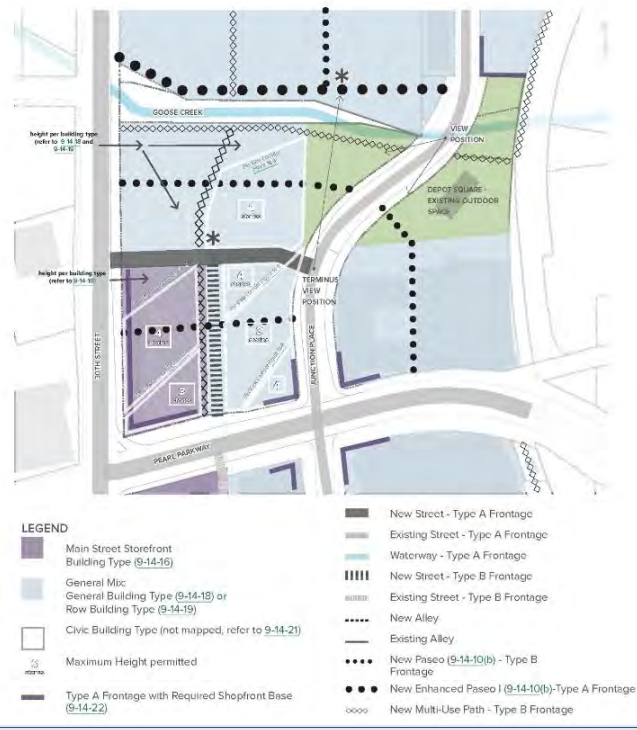 GOOSE CREEK
height per building type
(refer to 9-14-18 and
9-14-19
VIEW
POSITION
DEPOT SQUARE -
EXISTING OUTDOOR
SPACE
height per building type
(refer to 9-14-16)
TERMINUS
VIEW
POSITION
30TH STREET
JUNCTION PLACE
PEARL PARKWAY
LEGEND
Main Street Storefront
Building Type (9-14-16)
General Mix
General Building Type (9-14-18) or
Row Building Type (9-14-19)
Civic Building Type (not mapped, refer to 9-14-21)
Maximum Height permitted
Type A Frontage with Required Shopfront Base
(9-14-22)
New Street - Type A Frontage
Existing Street - Type A Frontage
Waterway - Type A Frontage
New Street - Type B Frontage
Existing Street - Type B Frontage
New Alley
Existing Alley
New Paseo (9-14-10(b) - Type B
Frontage
New Enhanced Paseo I (9-14-10(b)-Type A Frontage
New Multi-Use Path - Type B Frontage